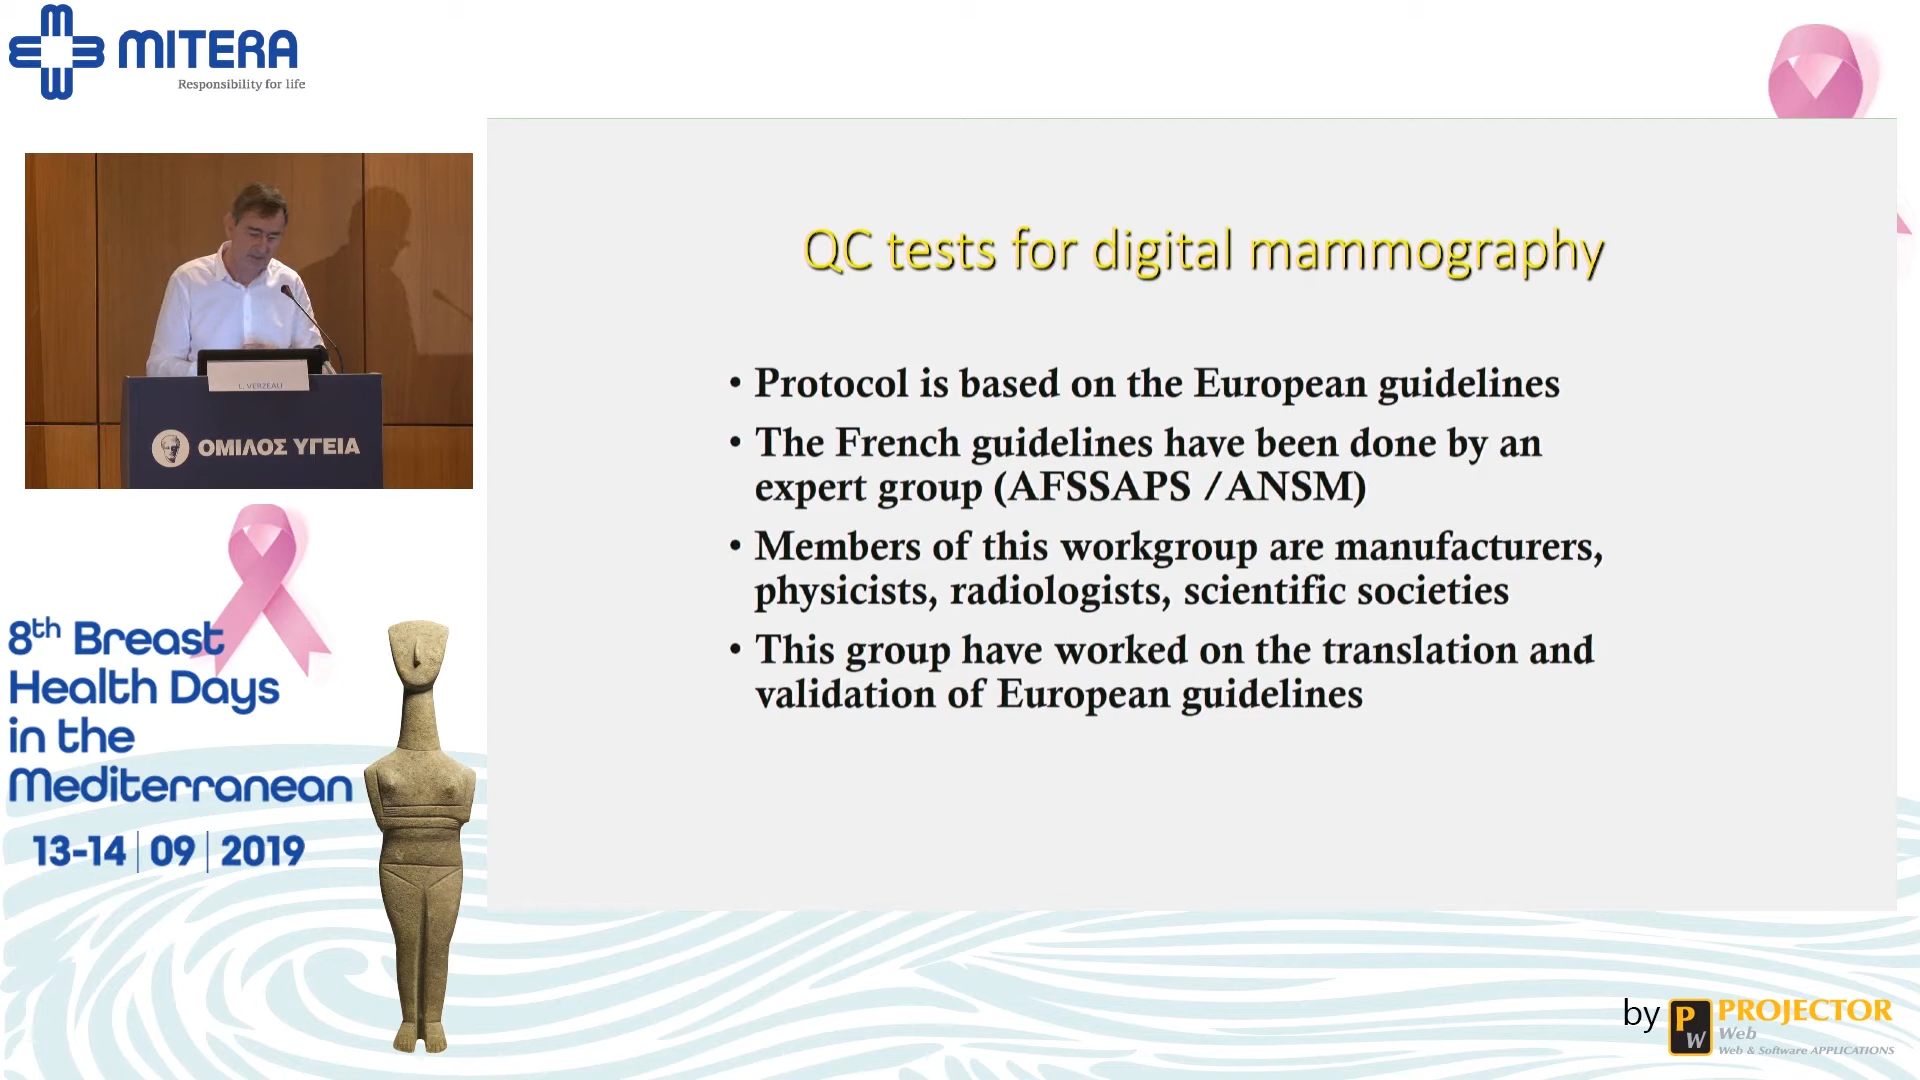 MITERA
Responsibility for life
L. VERZEAU
ΟΜΙΛΟΣ ΥΓΕΙΑ
8th Breast
Health Days
in the
Mediterranean
13-14 | 09 | 2019
QC tests for digital mammography
• Protocol is based on the European guidelines
• The French guidelines have been done by an
expert group (AFSSAPS /ANSM)
• Members of this workgroup are manufacturers,
physicists, radiologists, scientific societies
• This group have worked on the translation and
validation of European guidelines
by PW PROJECTOR
Web
Web & Software APPLICATIONS